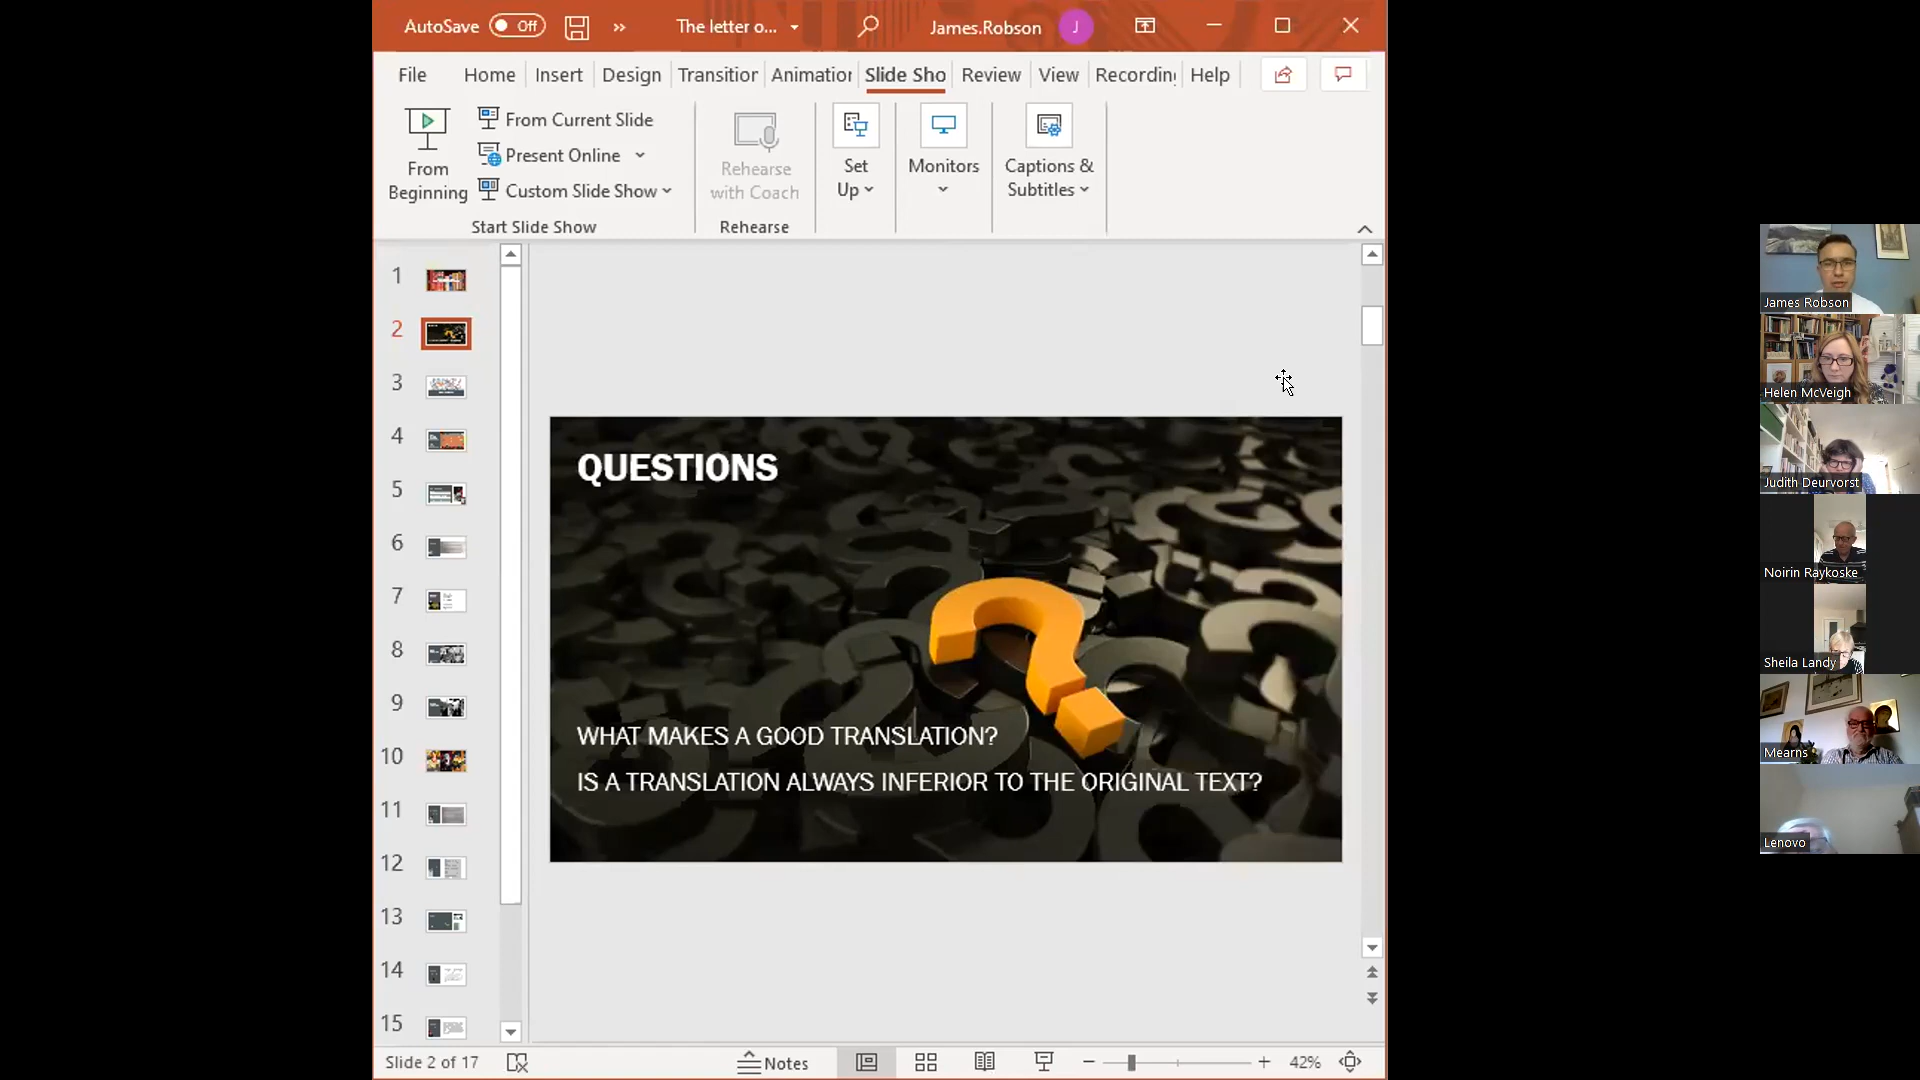 AutoSave Off
The letter o...
James.Robson
J
File Home Insert Design Transition Animation Slide Sho Review View Recording Help
From Beginning
From Current Slide
Present Online
Custom Slide Show
Start Slide Show
Rehearse with Coach
Rehearse
Set Up
Monitors
Captions & Subtitles
1
2
3
4
5
6
7
8
9
10
11
12
13
14
15
QUESTIONS
WHAT MAKES A GOOD TRANSLATION?
IS A TRANSLATION ALWAYS INFERIOR TO THE ORIGINAL TEXT?
Slide 2 of 17
Notes
42%
James Robson
Helen McVeigh
Judith Deurvorst
Noirin Raykoske
Sheila Landy
Mearns
Lenovo